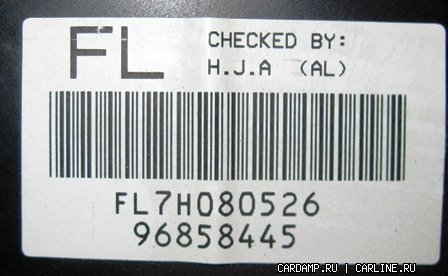 FL
CHECKED BY:
H.J.A (AL)
FL7H080526
96858445
CARDAMP.RU | CARLINE.RU